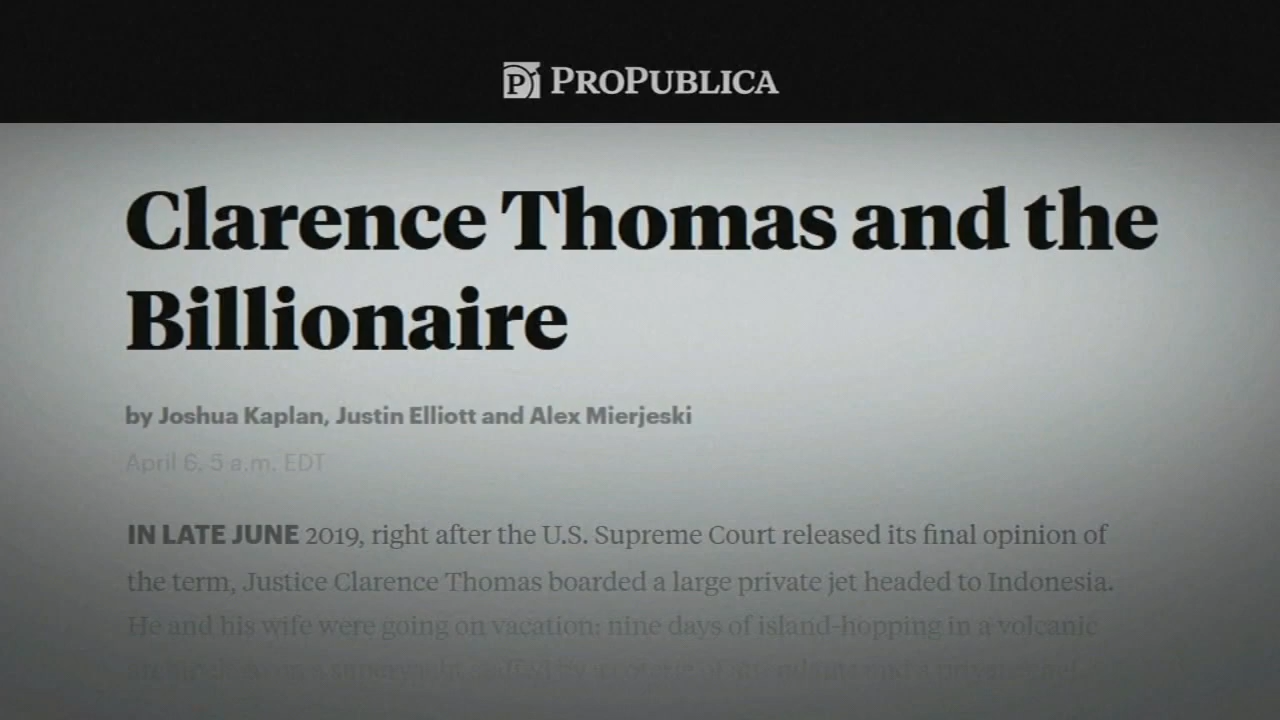 PROPUBLICA
Clarence Thomas and the
Billionaire
by Joshua Kaplan, Justin Elliott and Alex Mierjeski
April 6, 5 a.m. EDT
IN LATE JUNE 2019, right after the U.S. Supreme Court released its final opinion of
the term, Justice Clarence Thomas boarded a large private jet headed to Indonesia.
He and his wife were going on vacation: nine days of island-hopping in a volcanic